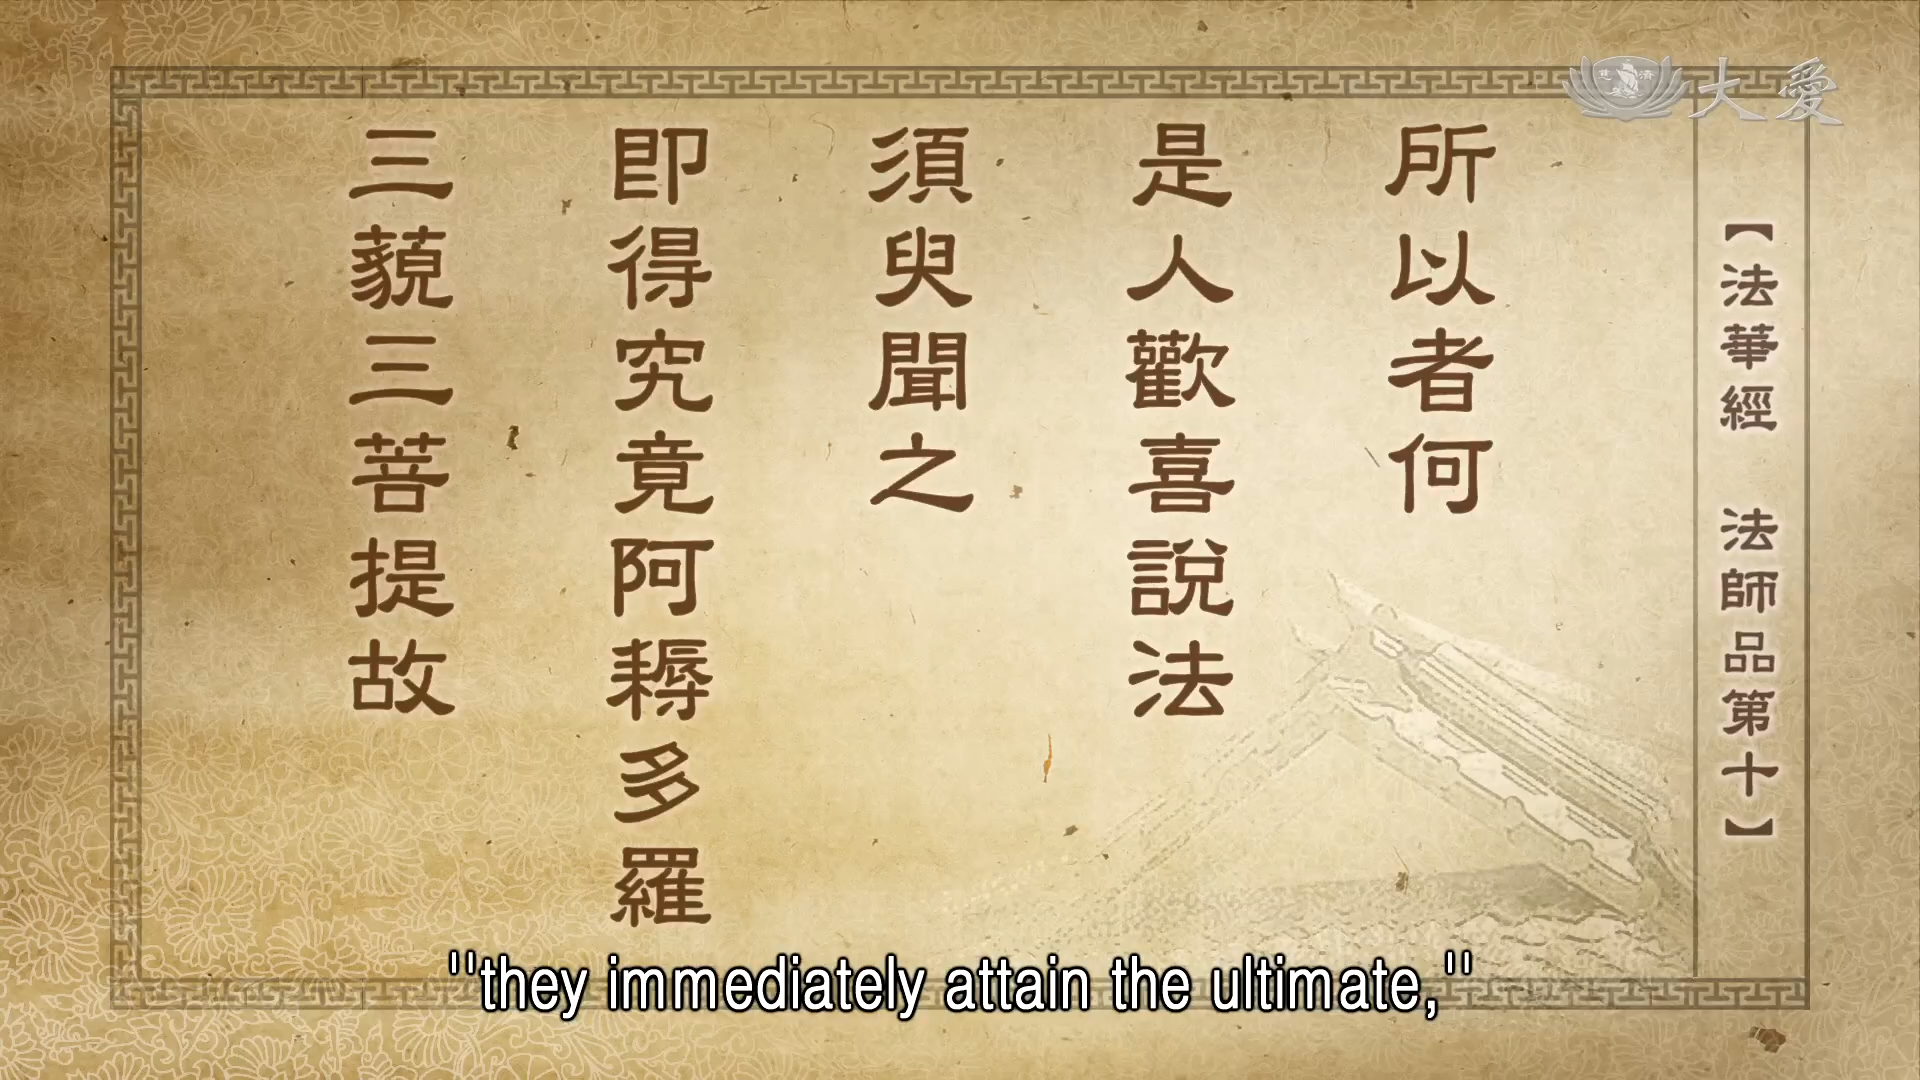 大愛
慈濟
【法華經 法師品第十】
所以者何
是人歡喜說法
須臾聞之
即得究竟阿耨多羅
三藐三菩提故
"they immediately attain the ultimate,"